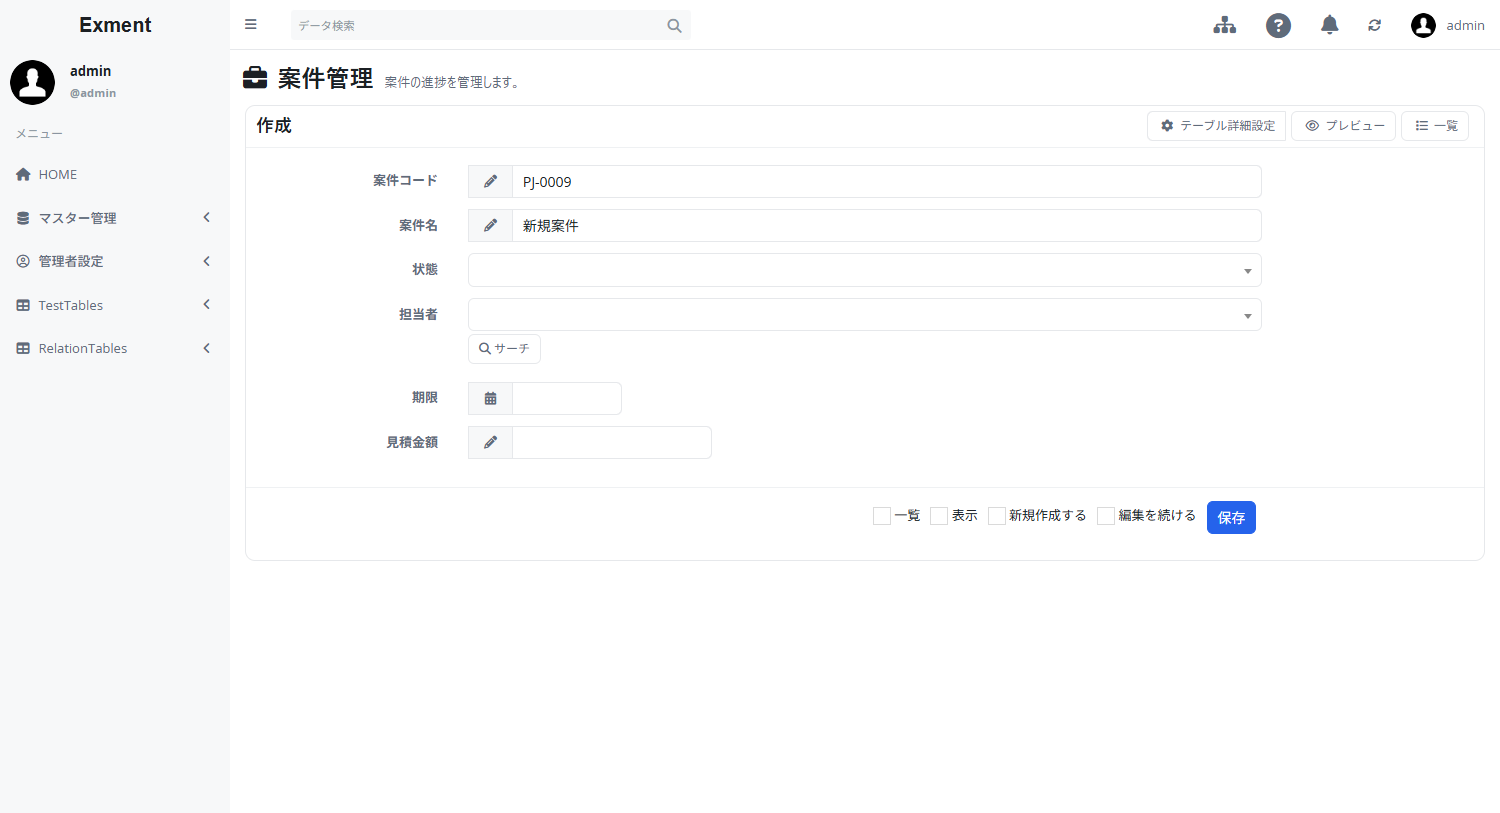 Exment
データ検索
admin
admin
@admin
メニュー
HOME
マスター管理
管理者設定
TestTables
RelationTables
案件管理 案件の進捗を管理します。
作成
テーブル詳細設定 プレビュー 一覧
案件コード PJ-0009
案件名 新規案件
状態
担当者
サーチ
期限
見積金額
一覧 表示 新規作成する 編集を続ける 保存